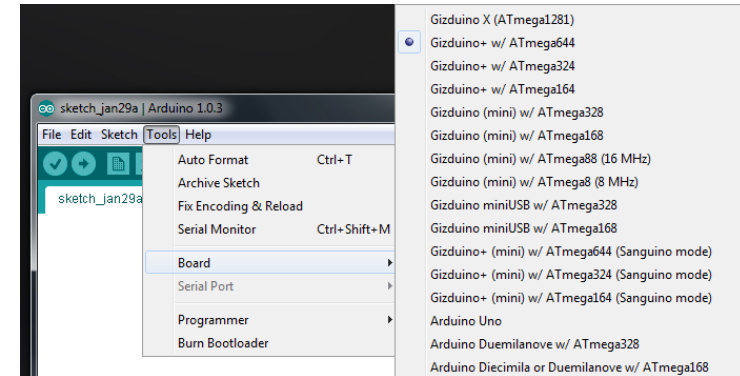 sketch_jan29a | Arduino 1.0.3
File Edit Sketch Tools Help
sketch_jan29a
Auto Format Ctrl+T
Archive Sketch
Fix Encoding & Reload
Serial Monitor Ctrl+Shift+M
Board
Serial Port
Programmer
Burn Bootloader
Gizduino X (ATmega1281)
Gizduino+ w/ ATmega644
Gizduino+ w/ ATmega324
Gizduino+ w/ ATmega164
Gizduino (mini) w/ ATmega328
Gizduino (mini) w/ ATmega168
Gizduino (mini) w/ ATmega88 (16 MHz)
Gizduino (mini) w/ ATmega8 (8 MHz)
Gizduino miniUSB w/ ATmega328
Gizduino miniUSB w/ ATmega168
Gizduino+ (mini) w/ ATmega644 (Sanguino mode)
Gizduino+ (mini) w/ ATmega324 (Sanguino mode)
Gizduino+ (mini) w/ ATmega164 (Sanguino mode)
Arduino Uno
Arduino Duemilanove w/ ATmega328
Arduino Diecimila or Duemilanove w/ ATmega168